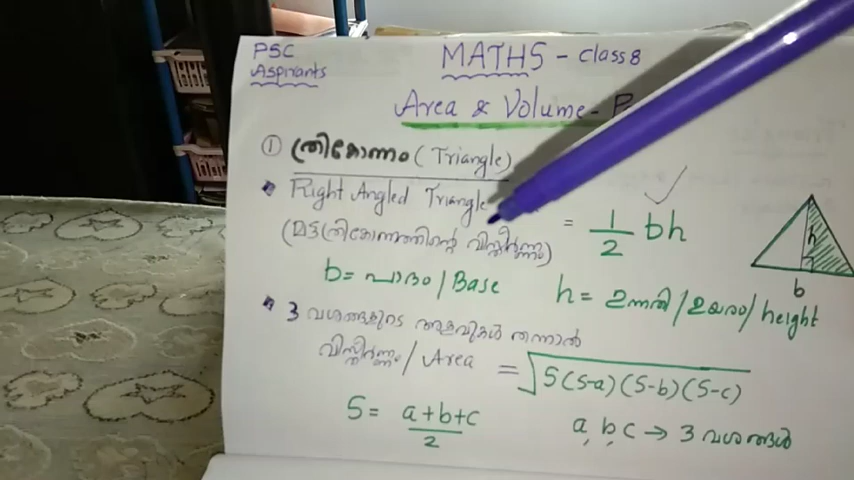 PSC
Aspirants
MATHS - Class 8
Area & Volume - P
① ത്രികോണം (Triangle)
Right Angled Triangle
(മട്ടത്രികോണത്തിന്റെ വിസ്തീർണ്ണം)
= 1/2 bh
h
b
b = പാദം / Base
h = ഉന്നതി / ഉയരം / height
3 വശങ്ങളുടെ അളവുകൾ തന്നാൽ
വിസ്തീർണ്ണം / Area = √S(S-a)(S-b)(S-c)
S = a+b+c/2
a, b, c → 3 വശങ്ങൾ